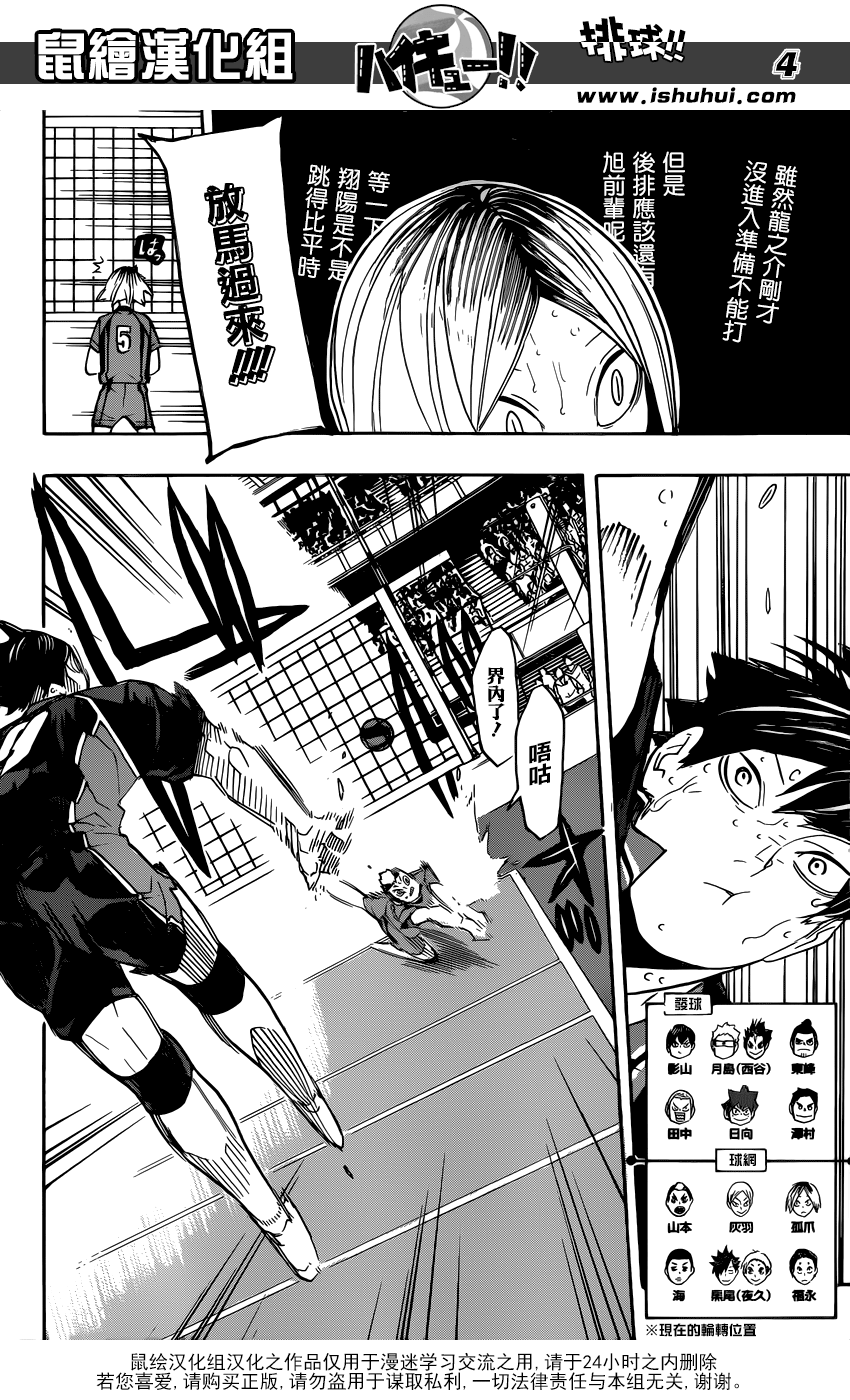 鼠繪漢化組
ハイキュー!!
排球!!
4
www.ishuhui.com
雖然龍之介剛才
沒進入準備不能打
但是
後排應該還有
旭前輩呢
等一下
翔陽是不是
跳得比平時
放馬過來!!!!
はっ
5
界內了!
唔咕
發球
影山
月島(西谷)
東峰
田中
日向
澤村
球網
山本
灰羽
孤爪
海
黑尾(夜久)
福永
※現在的輪轉位置
鼠绘汉化组汉化之作品仅用于漫迷学习交流之用, 请于24小时之内删除
若您喜爱, 请购买正版, 请勿用于谋取私利, 一切法律责任与本组无关, 谢谢。